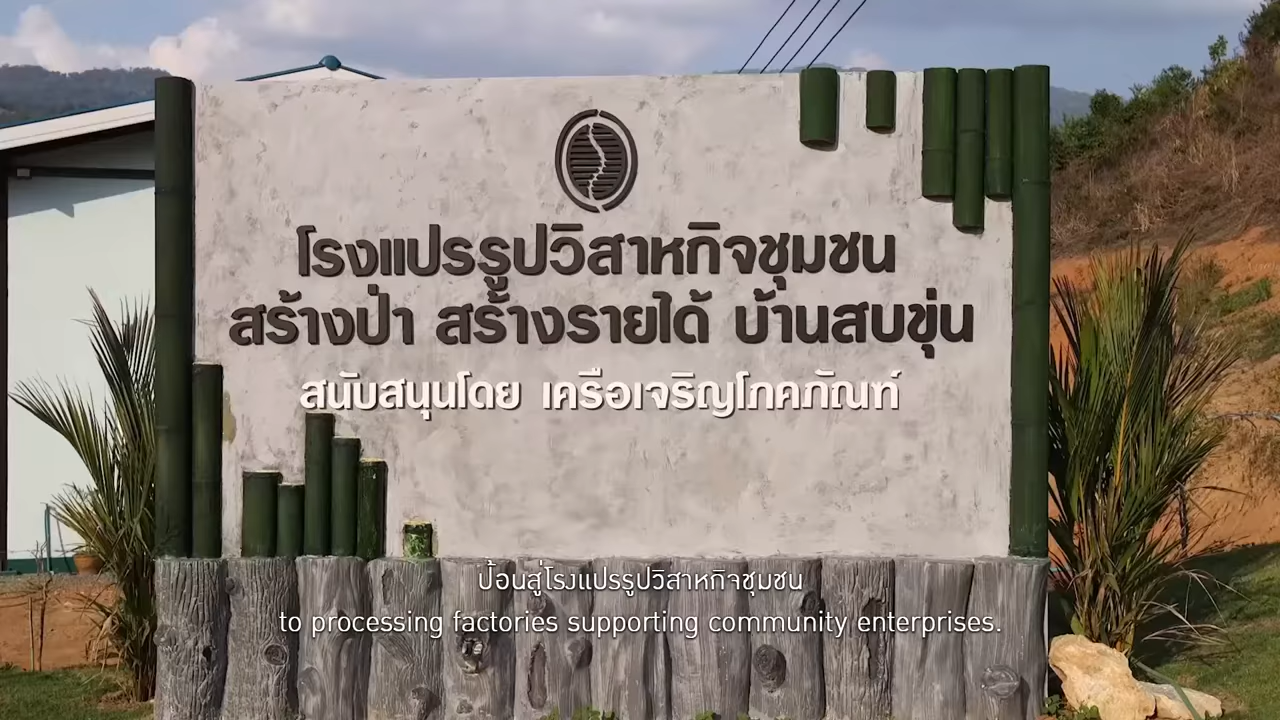 โรงแปรรูปวิสาหกิจชุมชน
สร้างป่า สร้างรายได้ บ้านสบขุ่น
สนับสนุนโดย เครือเจริญโภคภัณฑ์
ป้อนสู่โรงแปรรูปวิสาหกิจชุมชน
to processing factories supporting community enterprises.